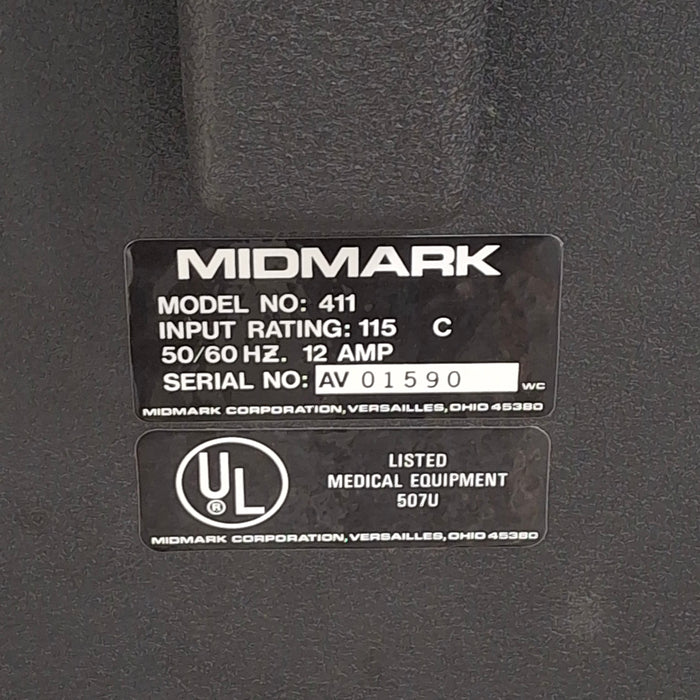 MIDMARK
MODEL NO: 411
INPUT RATING: 115 C
50/60 HZ. 12 AMP
SERIAL NO: AV 01590 WC
MIDMARK CORPORATION, VERSAILLES, OHIO 45380
UL®
LISTED
MEDICAL EQUIPMENT
507U
MIDMARK CORPORATION, VERSAILLES, OHIO 45380